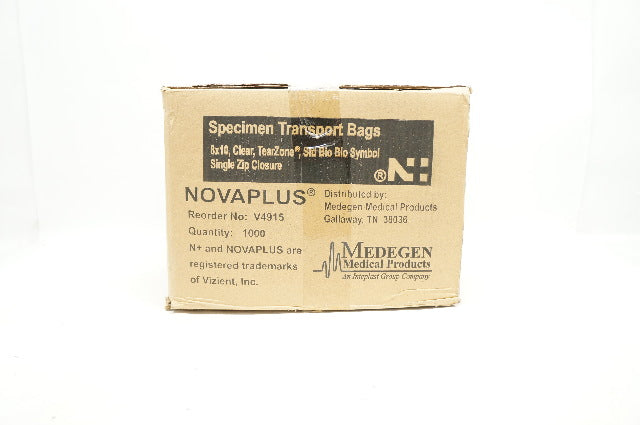 Specimen Transport Bags
8x10, Clear, TearZone®, Std Bio Bio Symbol
Single Zip Closure
®N+
NOVAPLUS®
Reorder No: V4915
Quantity: 1000
N+ and NOVAPLUS are
registered trademarks
of Vizient, Inc.
Distributed by:
Medegen Medical Products
Gallaway, TN 38036
MEDEGEN
Medical Products
An Inteplast Group Company